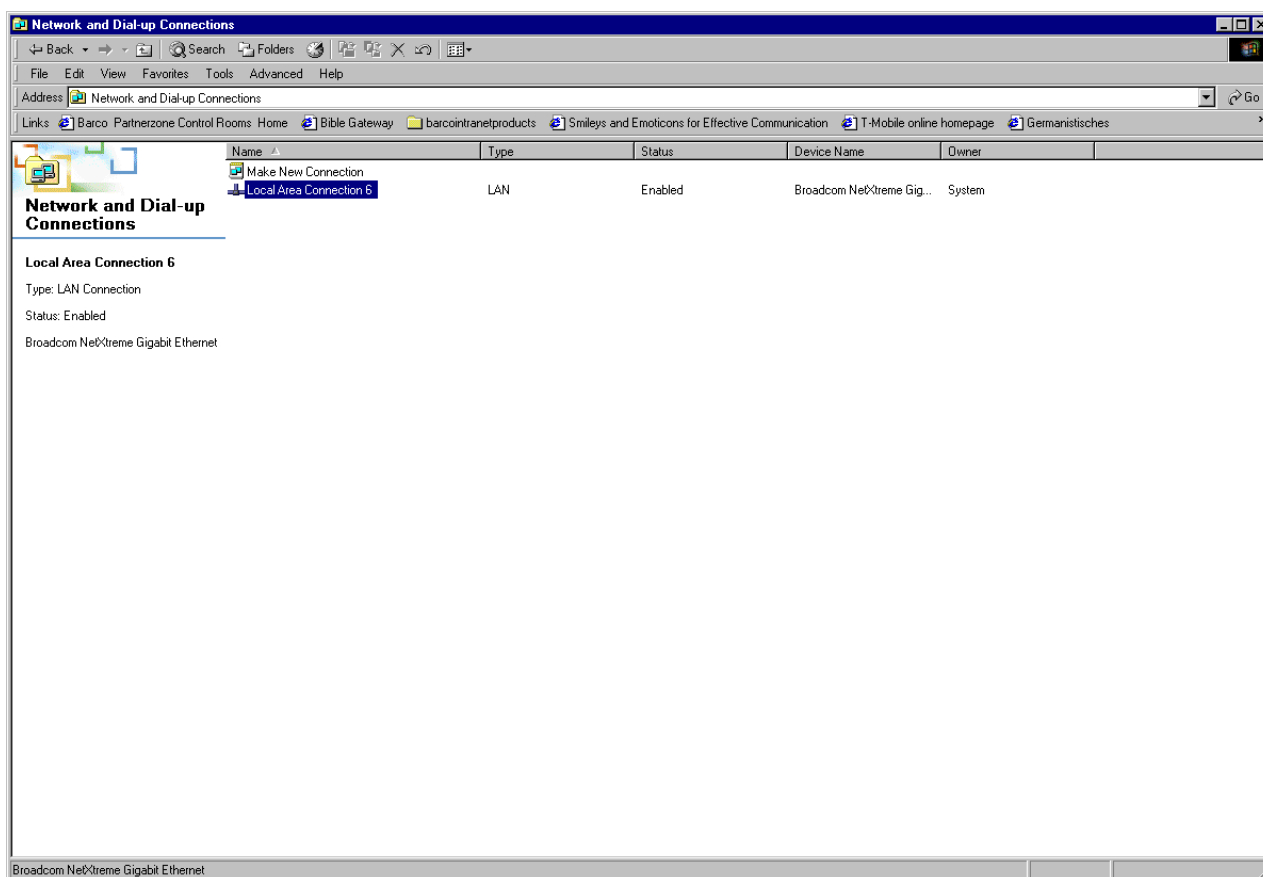 Network and Dial-up Connections
Back Search Folders
File Edit View Favorites Tools Advanced Help
Address Network and Dial-up Connections Go
Links Barco Partnerzone Control Rooms Home Bible Gateway barcointranetproducts Smileys and Emoticons for Effective Communication T-Mobile online homepage Germanistisches
Name Type Status Device Name Owner
Make New Connection
Local Area Connection 6 LAN Enabled Broadcom NetXtreme Gig... System
Network and Dial-up
Connections
Local Area Connection 6
Type: LAN Connection
Status: Enabled
Broadcom NetXtreme Gigabit Ethernet
Broadcom NetXtreme Gigabit Ethernet